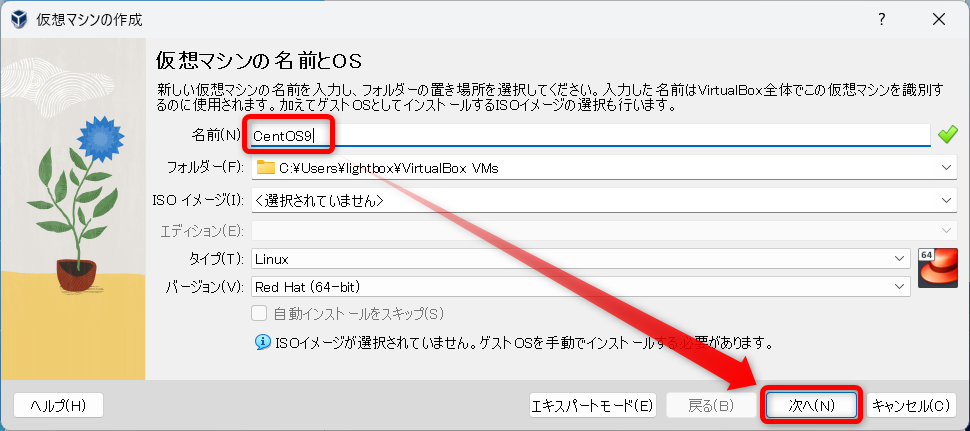 仮想マシンの作成
?
仮想マシンの名前とOS
新しい仮想マシンの名前を入力し、フォルダーの置き場所を選択してください。入力した名前はVirtualBox全体でこの仮想マシンを識別す
るのに使用されます。加えてゲストOSとしてインストールするISOイメージの選択も行います。
名前(N) CentOS9
フォルダー(F): C:¥Users¥lightbox¥VirtualBox VMs
ISO イメージ(I): <選択されていません>
エディション(E):
タイプ(T): Linux
64
バージョン(V): Red Hat (64-bit)
自動インストールをスキップ(S)
ISOイメージが選択されていません。ゲストOSを手動でインストールする必要があります。
ヘルプ(H) エキスパートモード(E) 戻る(B) 次へ(N) キャンセル(C)